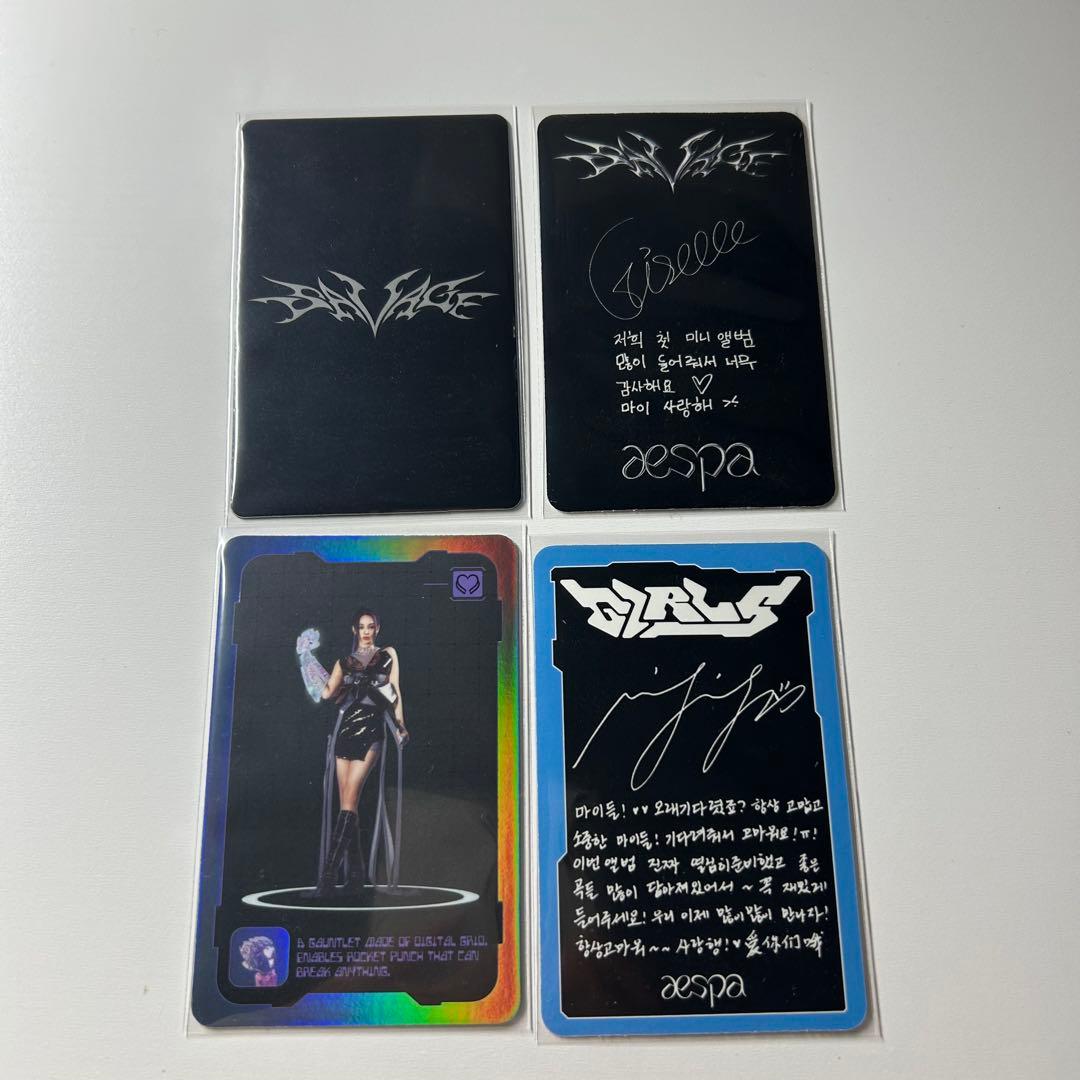 SAVAGE
SAVAGE
Giselle
저희 첫 미니 앨범
많이 들어줘서 너무
감사해요 ♡
마이 사랑해 ><
aespa
A GAUNTLET MADE OF DIGITAL GRID.
ENABLES ROCKET PUNCH THAT CAN
BREAK ANYTHING.
GIRLS
마이들! ♥♥ 오래기다렸죠? 항상 고맙고
소중한 마이들! 기다려줘서 고마워요! ㅠ!
이번 앨범 진짜 열심히준비했고 좋은
곡들 많이 담아져있어서 ~ 꼭 재밌게
들어주세요! 우리 이제 많이많이 만나자!
항상고마워~~ 사랑행! ♥ 爱你们哦
aespa